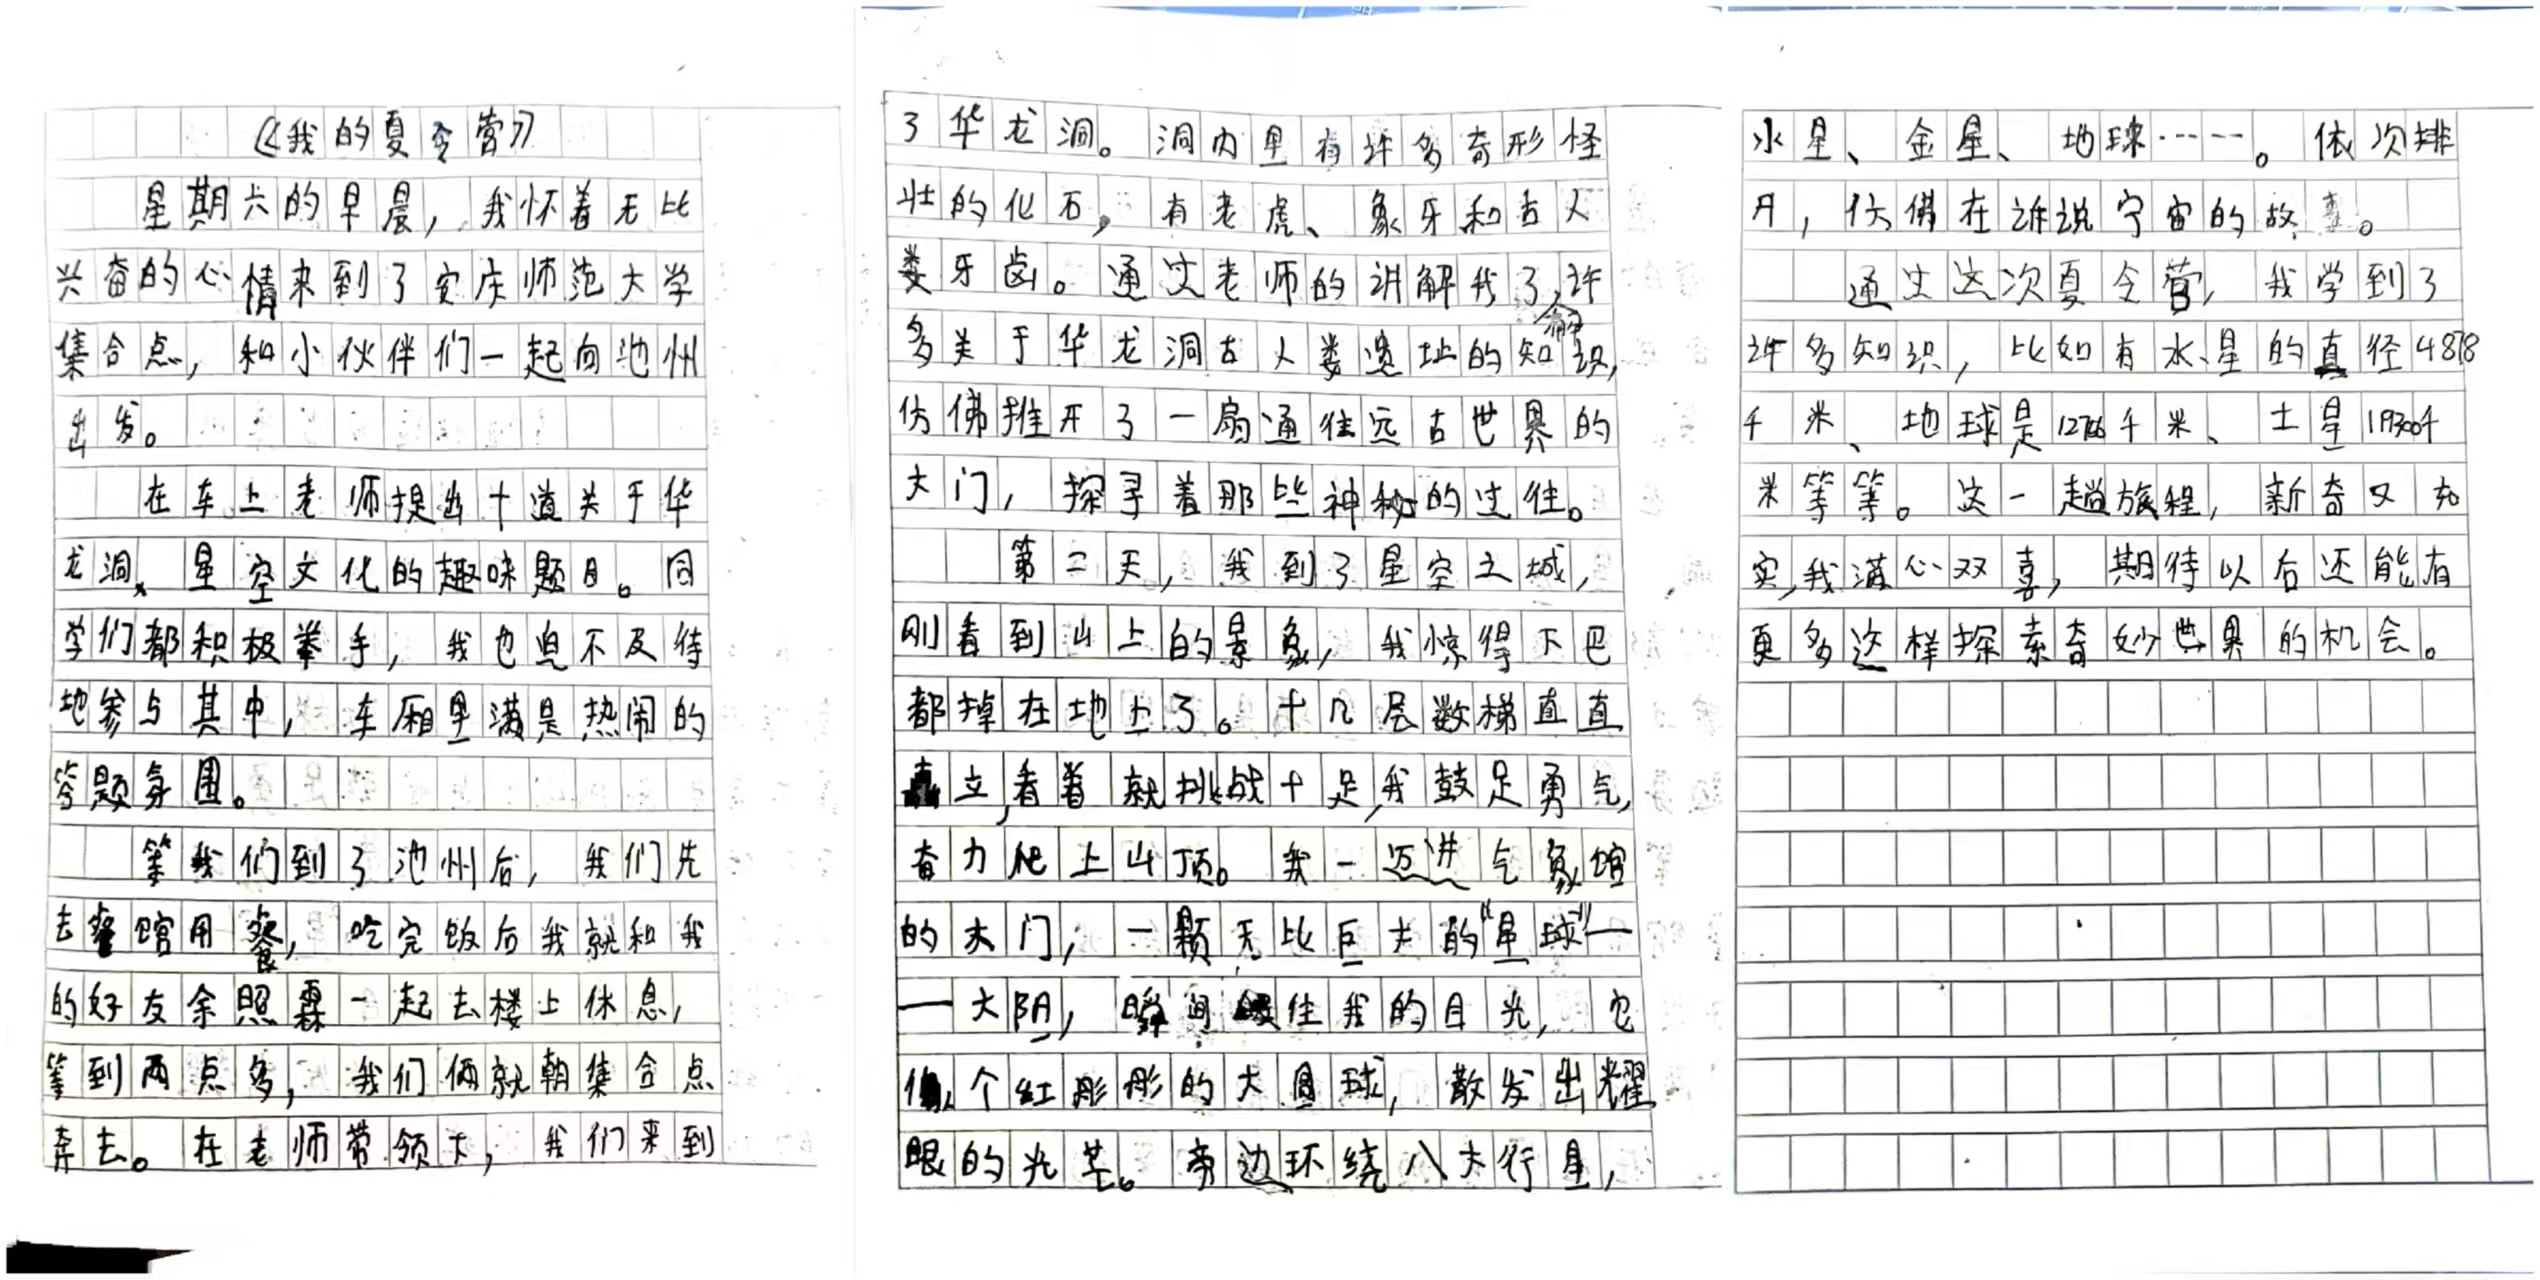 《我的夏令营》
星期六的早晨，我怀着无比
兴奋的心情来到了安庆师范大学
集合点，和小伙伴们一起向池州
出发。
在车上老师提出十道关于华
龙洞、星空文化的趣味题目。同
学们都积极举手，我也迫不及待
地参与其中，车厢里满是热闹的
答题氛围。
等我们到了池州后，我们先
去餐馆用餐，吃完饭后我就和我
的好友余照霖一起去楼上休息，
等到两点多，我们俩就朝集合点
奔去。在老师带领下，我们来到
了华龙洞。洞内里有许多奇形怪
壮的化石，有老虎、象牙和古人
类牙齿。通过老师的讲解我了解许
多关于华龙洞古人类遗址的知识，
仿佛推开了一扇通往远古世界的
大门，探寻着那些神秘的过往。
第二天，我到了星空之城，
刚看到山上的景象，我惊得下巴
都掉在地上了。十几层数梯直直
立，看着就挑战十足，我鼓足勇气，
奋力爬上山顶。我一迈进气象馆
的大门，一颗无比巨大的“星球”—
—太阳，瞬间住我的目光，它
个红彤彤的大圆球，散发出耀
眼的光芒。旁边环绕八大行星，
水星、金星、地球……。依次排
开，仿佛在诉说宇宙的故事。
通过这次夏令营，我学到了
许多知识，比如有水星的直径4878
千米、地球是12766千米、土星119300千
米等等。这一趟旅程，新奇又充
实，我满心欢喜，期待以后还能有
更多这样探索奇妙世界的机会。